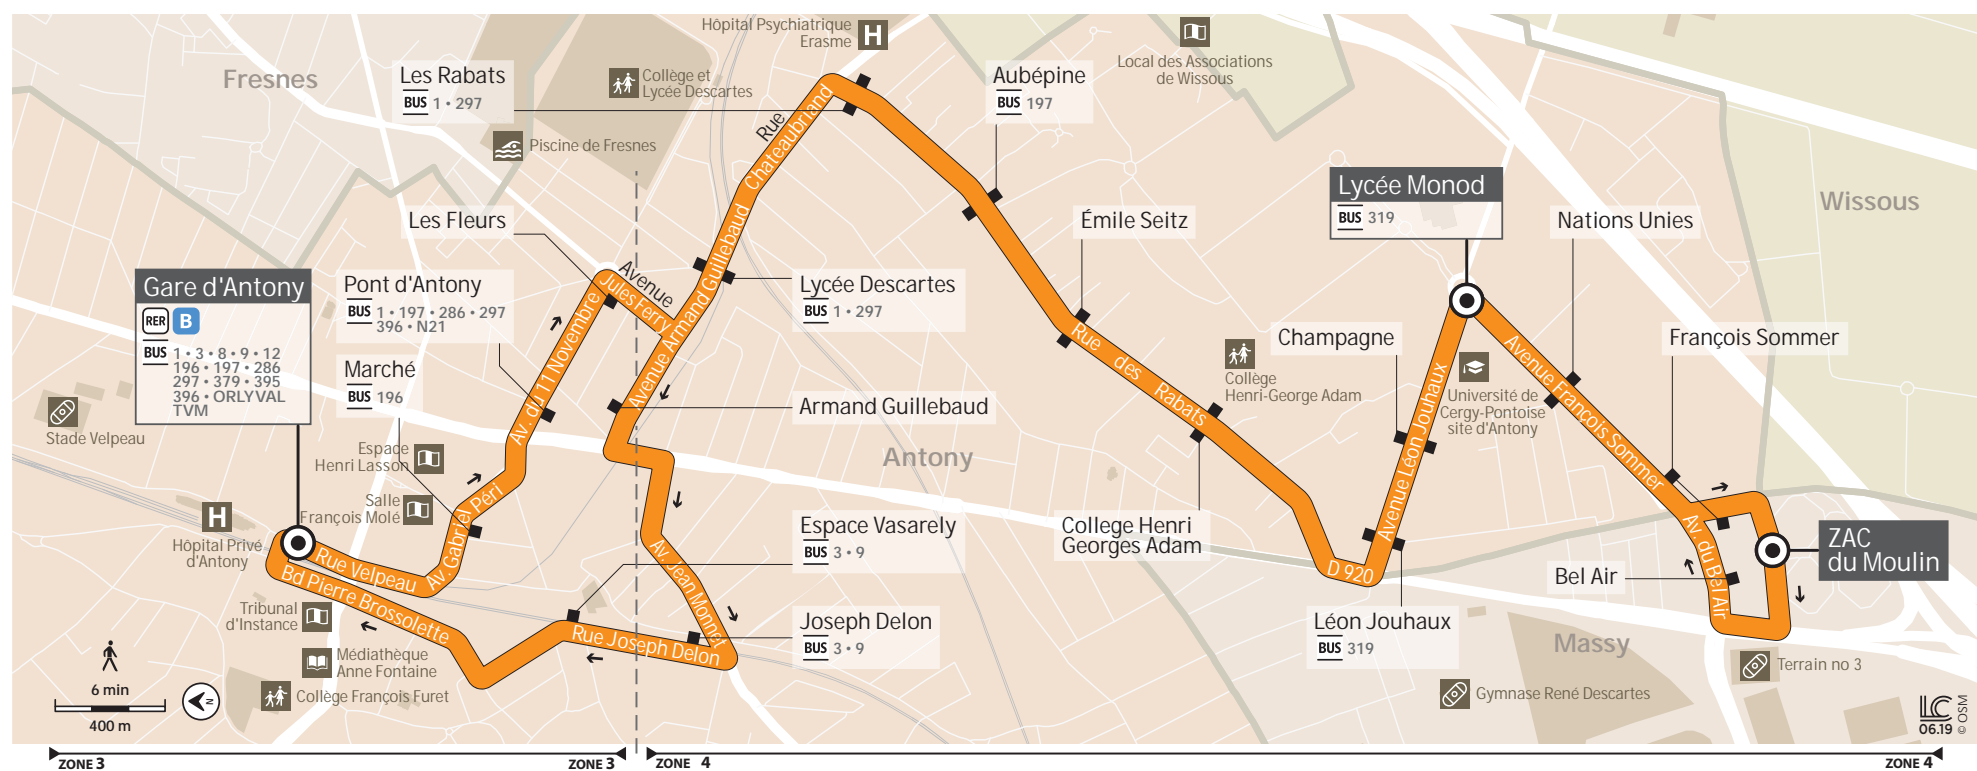 Fresnes
Les Rabats
BUS 1 • 297
Collège et
Lycée Descartes
Hôpital Psychiatrique
Erasme
H
Piscine de Fresnes
Aubépine
BUS 197
Local des Associations
de Wissous
Lycée Monod
BUS 319
Wissous
Rue
Chateaubriand
Les Fleurs
Émile Seitz
Nations Unies
Gare d'Antony
RER B
BUS 1 • 3 • 8 • 9 • 12
196 • 197 • 286
297 • 379 • 395
396 • ORLYVAL
TVM
Pont d'Antony
BUS 1 • 197 • 286 • 297
396 • N21
Avenue
Jules Ferry
Avenue Armand Guillebaud
Lycée Descartes
BUS 1 • 297
Marché
BUS 196
Av. du 11 Novembre
Armand Guillebaud
Rue des Rabats
Champagne
François Sommer
Collège
Henri-George Adam
Université de
Cergy-Pontoise
site d'Antony
Avenue Léon Jouhaux
Avenue François Sommer
Stade Velpeau
Espace
Henri Lasson
Salle
François Molé
Antony
Av. Gabriel Péri
H
Hôpital Privé
d'Antony
Rue Velpeau
Bd Pierre Brossolette
Espace Vasarely
BUS 3 • 9
College Henri
Georges Adam
D 920
Av. du Bel Air
ZAC
du Moulin
Bel Air
Av. Jean Monnet
Rue Joseph Delon
Joseph Delon
BUS 3 • 9
Léon Jouhaux
BUS 319
Massy
Tribunal
d'Instance
Médiathèque
Anne Fontaine
Collège François Furet
Gymnase René Descartes
Terrain no 3
6 min
400 m
N
LC
06.19
© OSM
ZONE 3
ZONE 3
ZONE 4
ZONE 4